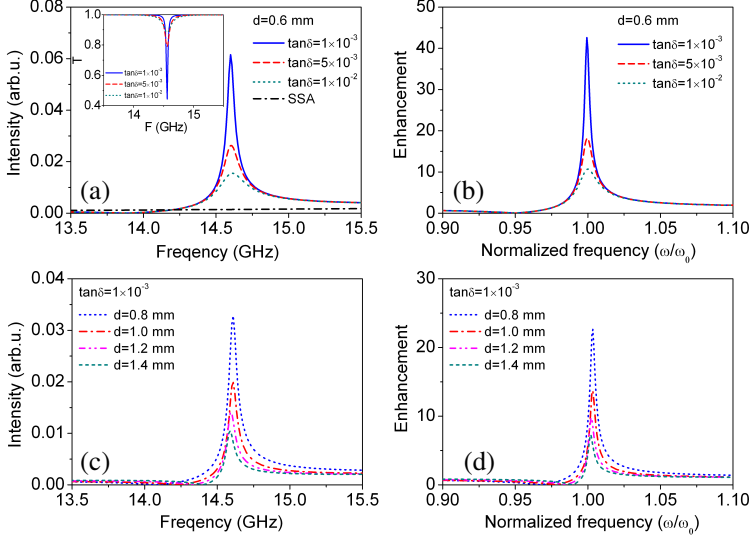 d=0.6 mm
tanδ=1×10⁻³
tanδ=5×10⁻³
tanδ=1×10⁻²
SSA
Intensity (arb.u.)
0.08
0.06
0.04
0.02
0.00
13.5 14.0 14.5 15.0 15.5
Freqency (GHz)
(a)
T
1.0
0.8
0.6
0.4
14 15
F (GHz)
tanδ=1×10⁻³
tanδ=5×10⁻³
tanδ=1×10⁻²
d=0.6 mm
tanδ=1×10⁻³
tanδ=5×10⁻³
tanδ=1×10⁻²
Enhancement
50
40
30
20
10
0
0.90 0.95 1.00 1.05 1.10
Normalized frequency (ω/ω₀)
(b)
tanδ=1×10⁻³
d=0.8 mm
d=1.0 mm
d=1.2 mm
d=1.4 mm
Intensity (arb.u.)
0.04
0.03
0.02
0.01
0.00
13.5 14.0 14.5 15.0 15.5
Freqency (GHz)
(c)
tanδ=1×10⁻³
d=0.8 mm
d=1.0 mm
d=1.2 mm
d=1.4 mm
Enhancement
30
20
10
0
0.90 0.95 1.00 1.05 1.10
Normalized frequency (ω/ω₀)
(d)